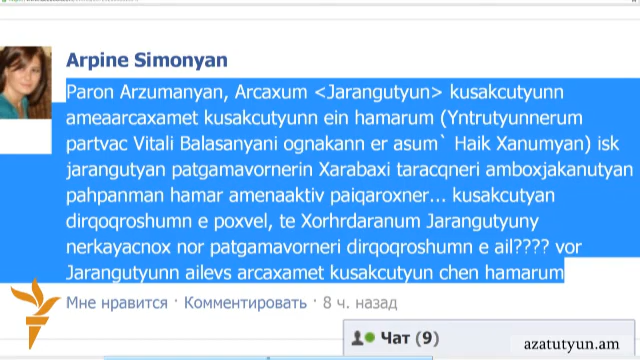 Arpine Simonyan
Paron Arzumanyan, Arcaxum <Jarangutyun> kusakcutyunn
ameaarcaxamet kusakcutyunn ein hamarum (Yntrutyunnerum
partvac Vitali Balasanyani ognakann er asum` Haik Xanumyan) isk
jarangutyan patgamavornerin Xarabaxi taracqneri amboxjakanutyan
pahpanman hamar amenaaktiv paiqaroxner... kusakcutyan
dirqoqroshumn e poxvel, te Xorhrdaranum Jarangutyuny
nerkayacnox nor patgamavorneri dirqoqroshumn e ail???? vor
Jarangutyunn ailevs arcaxamet kusakcutyun chen hamarum
Мне нравится · Комментировать · 8 ч. назад
Чат (9)
azatutyun.am